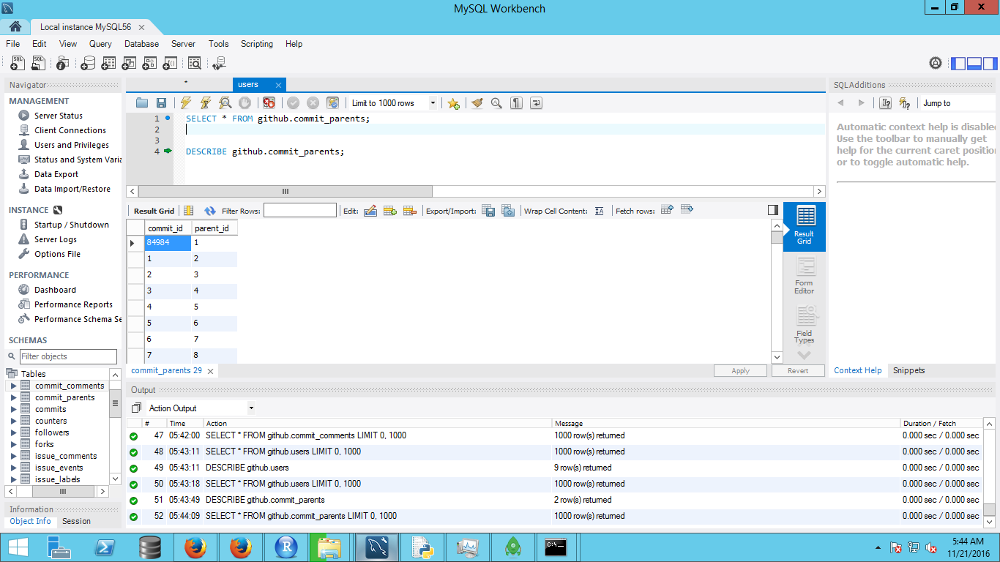 MySQL Workbench
Local instance MySQL56
File Edit View Query Database Server Tools Scripting Help
Navigator
MANAGEMENT
Server Status
Client Connections
Users and Privileges
Status and System Varia
Data Export
Data Import/Restore
INSTANCE
Startup / Shutdown
Server Logs
Options File
PERFORMANCE
Dashboard
Performance Reports
Performance Schema Se
SCHEMAS
Filter objects
Tables
commit_comments
commit_parents
commits
counters
followers
forks
issue_comments
issue_events
issue_labels
Information
Object Info Session
users
Limit to 1000 rows
1 SELECT * FROM github.commit_parents;
2
3
4 DESCRIBE github.commit_parents;
Result Grid Filter Rows: Edit: Export/Import: Wrap Cell Content: Fetch rows:
commit_id parent_id
84984 1
1 2
2 3
3 4
4 5
5 6
6 7
7 8
Result Grid
Form Editor
Field Types
commit_parents 29
Apply Revert
SQLAdditions
Jump to
Automatic context help is disable
Use the toolbar to manually get
help for the current caret position
or to toggle automatic help.
Context Help Snippets
Output
Action Output
# Time Action Message Duration / Fetch
47 05:42:00 SELECT * FROM github.commit_comments LIMIT 0, 1000 1000 row(s) returned 0.000 sec / 0.000 sec
48 05:43:11 SELECT * FROM github.users LIMIT 0, 1000 1000 row(s) returned 0.000 sec / 0.000 sec
49 05:43:11 DESCRIBE github.users 9 row(s) returned 0.000 sec / 0.000 sec
50 05:43:18 SELECT * FROM github.users LIMIT 0, 1000 1000 row(s) returned 0.000 sec / 0.000 sec
51 05:43:49 DESCRIBE github.commit_parents 2 row(s) returned 0.000 sec / 0.000 sec
52 05:44:09 SELECT * FROM github.commit_parents LIMIT 0, 1000 1000 row(s) returned 0.000 sec / 0.000 sec
5:44 AM
11/21/2016